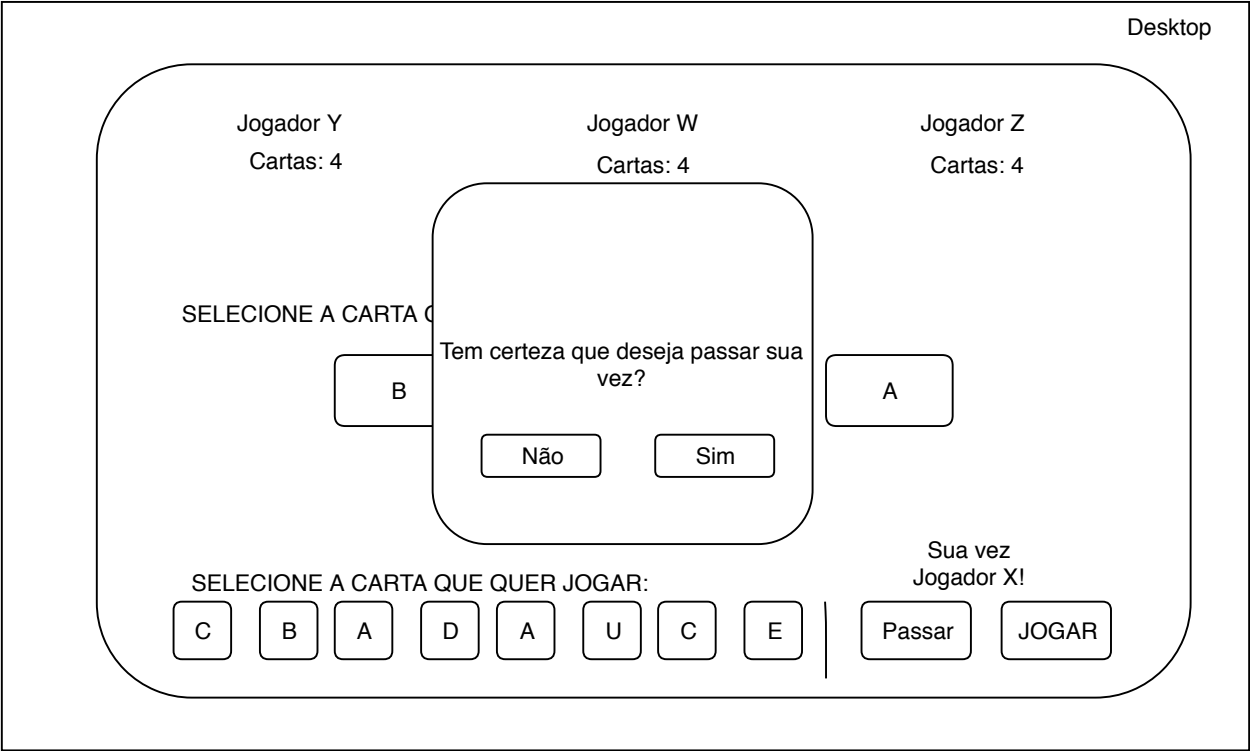 Desktop
Jogador Y
Jogador W
Jogador Z
Cartas: 4
Cartas: 4
Cartas: 4
SELECIONE A CARTA
Tem certeza que deseja passar sua
vez?
B
A
Não
Sim
Sua vez
Jogador X!
SELECIONE A CARTA QUE QUER JOGAR:
C
B
A
D
A
U
C
E
Passar
JOGAR